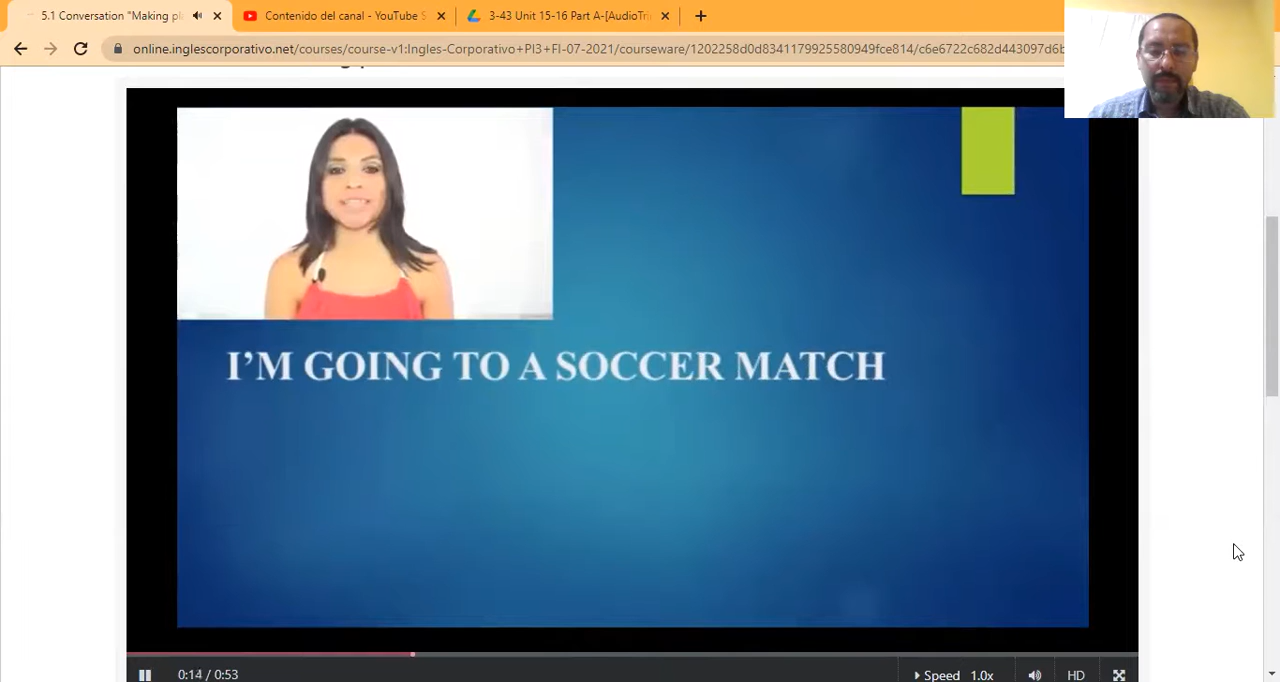 5.1 Conversation "Making pl
Contenido del canal - YouTube S
3-43 Unit 15-16 Part A-[AudioTri
online.inglescorporativo.net/courses/course-v1:Ingles-Corporativo+PI3+FI-07-2021/courseware/1202258d0d8341179925580949fce814/c6e6722c682d443097d6b
I'M GOING TO A SOCCER MATCH
0:14 / 0:53
Speed 1.0x
HD